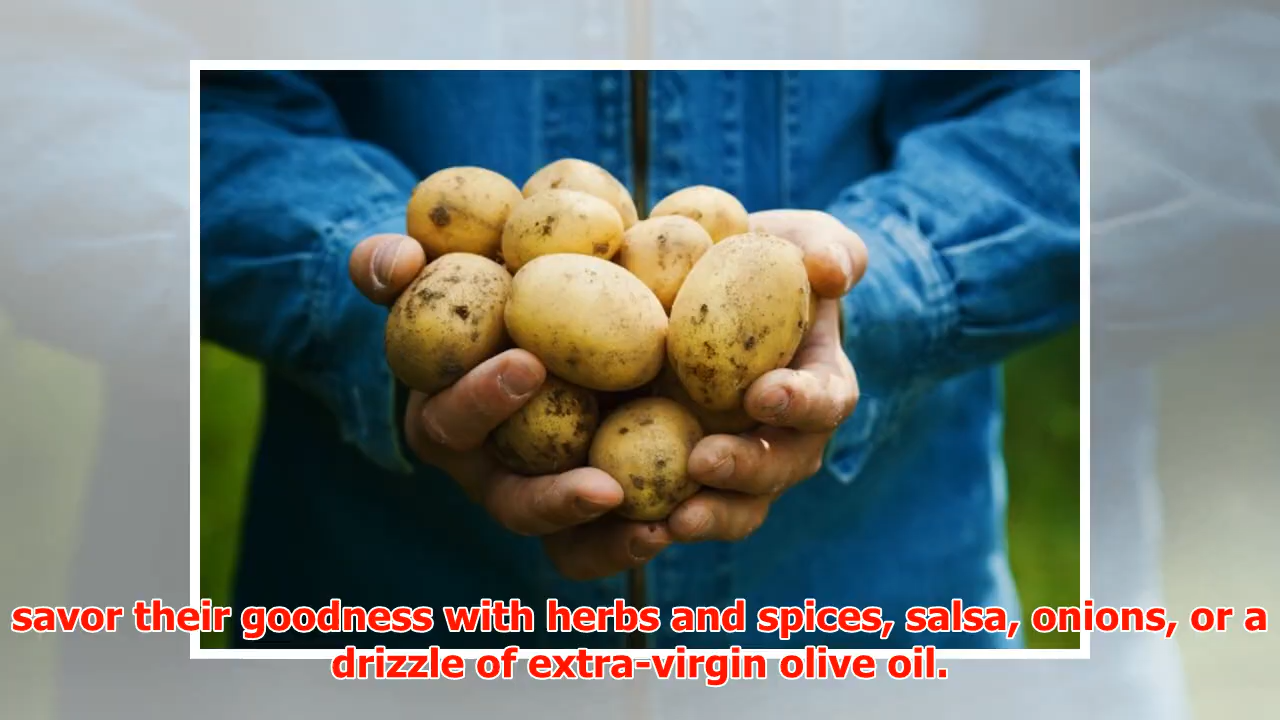 savor their goodness with herbs and spices, salsa, onions, or a
drizzle of extra-virgin olive oil.